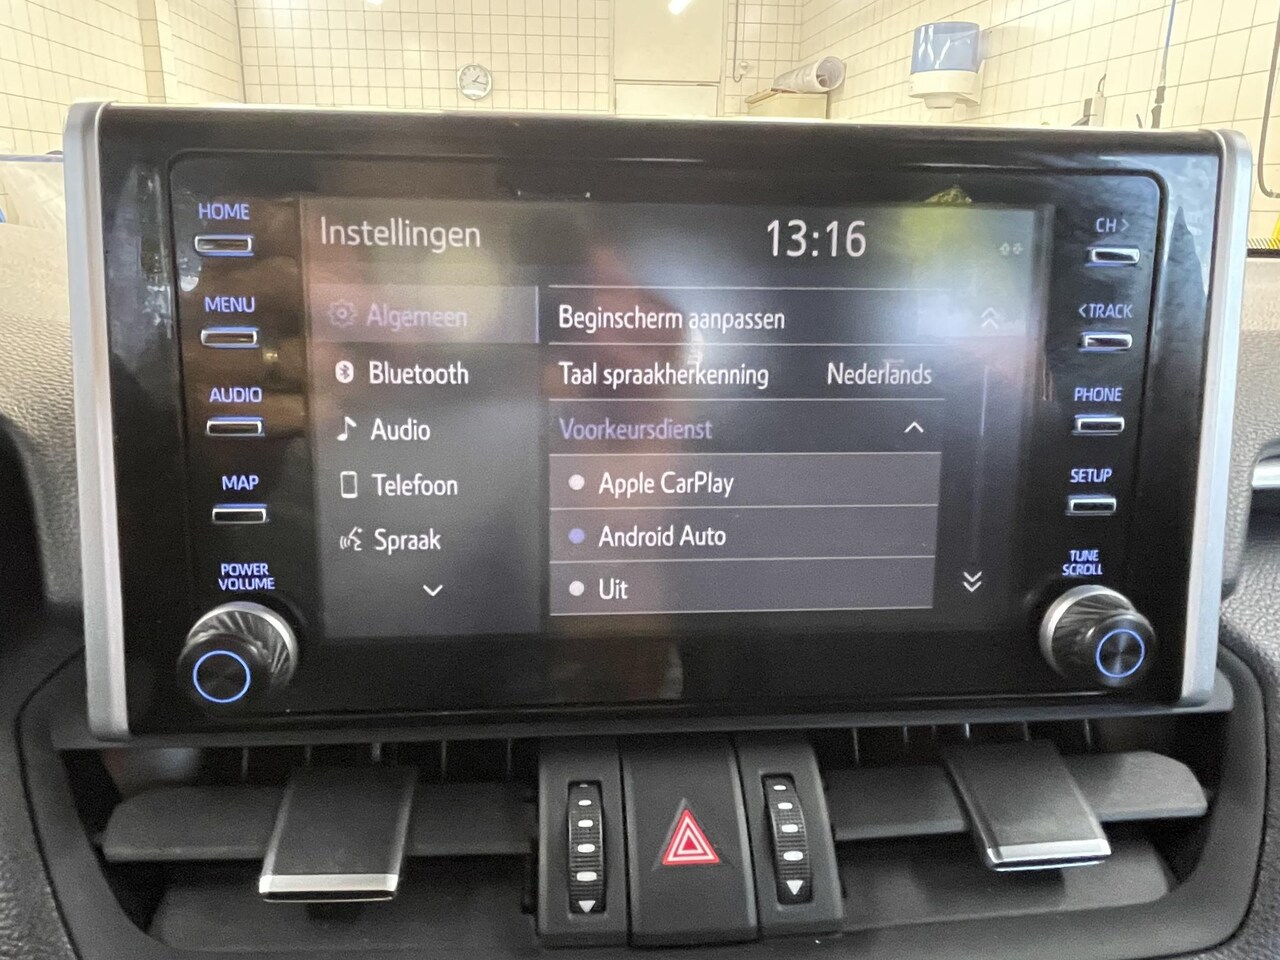 HOME
MENU
AUDIO
MAP
POWER
VOLUME
Instellingen
13:16
Algemeen
Bluetooth
Audio
Telefoon
Spraak
Beginscherm aanpassen
Taal spraakherkenning Nederlands
Voorkeursdienst
Apple CarPlay
Android Auto
Uit
CH >
< TRACK
PHONE
SETUP
TUNE
SCROLL